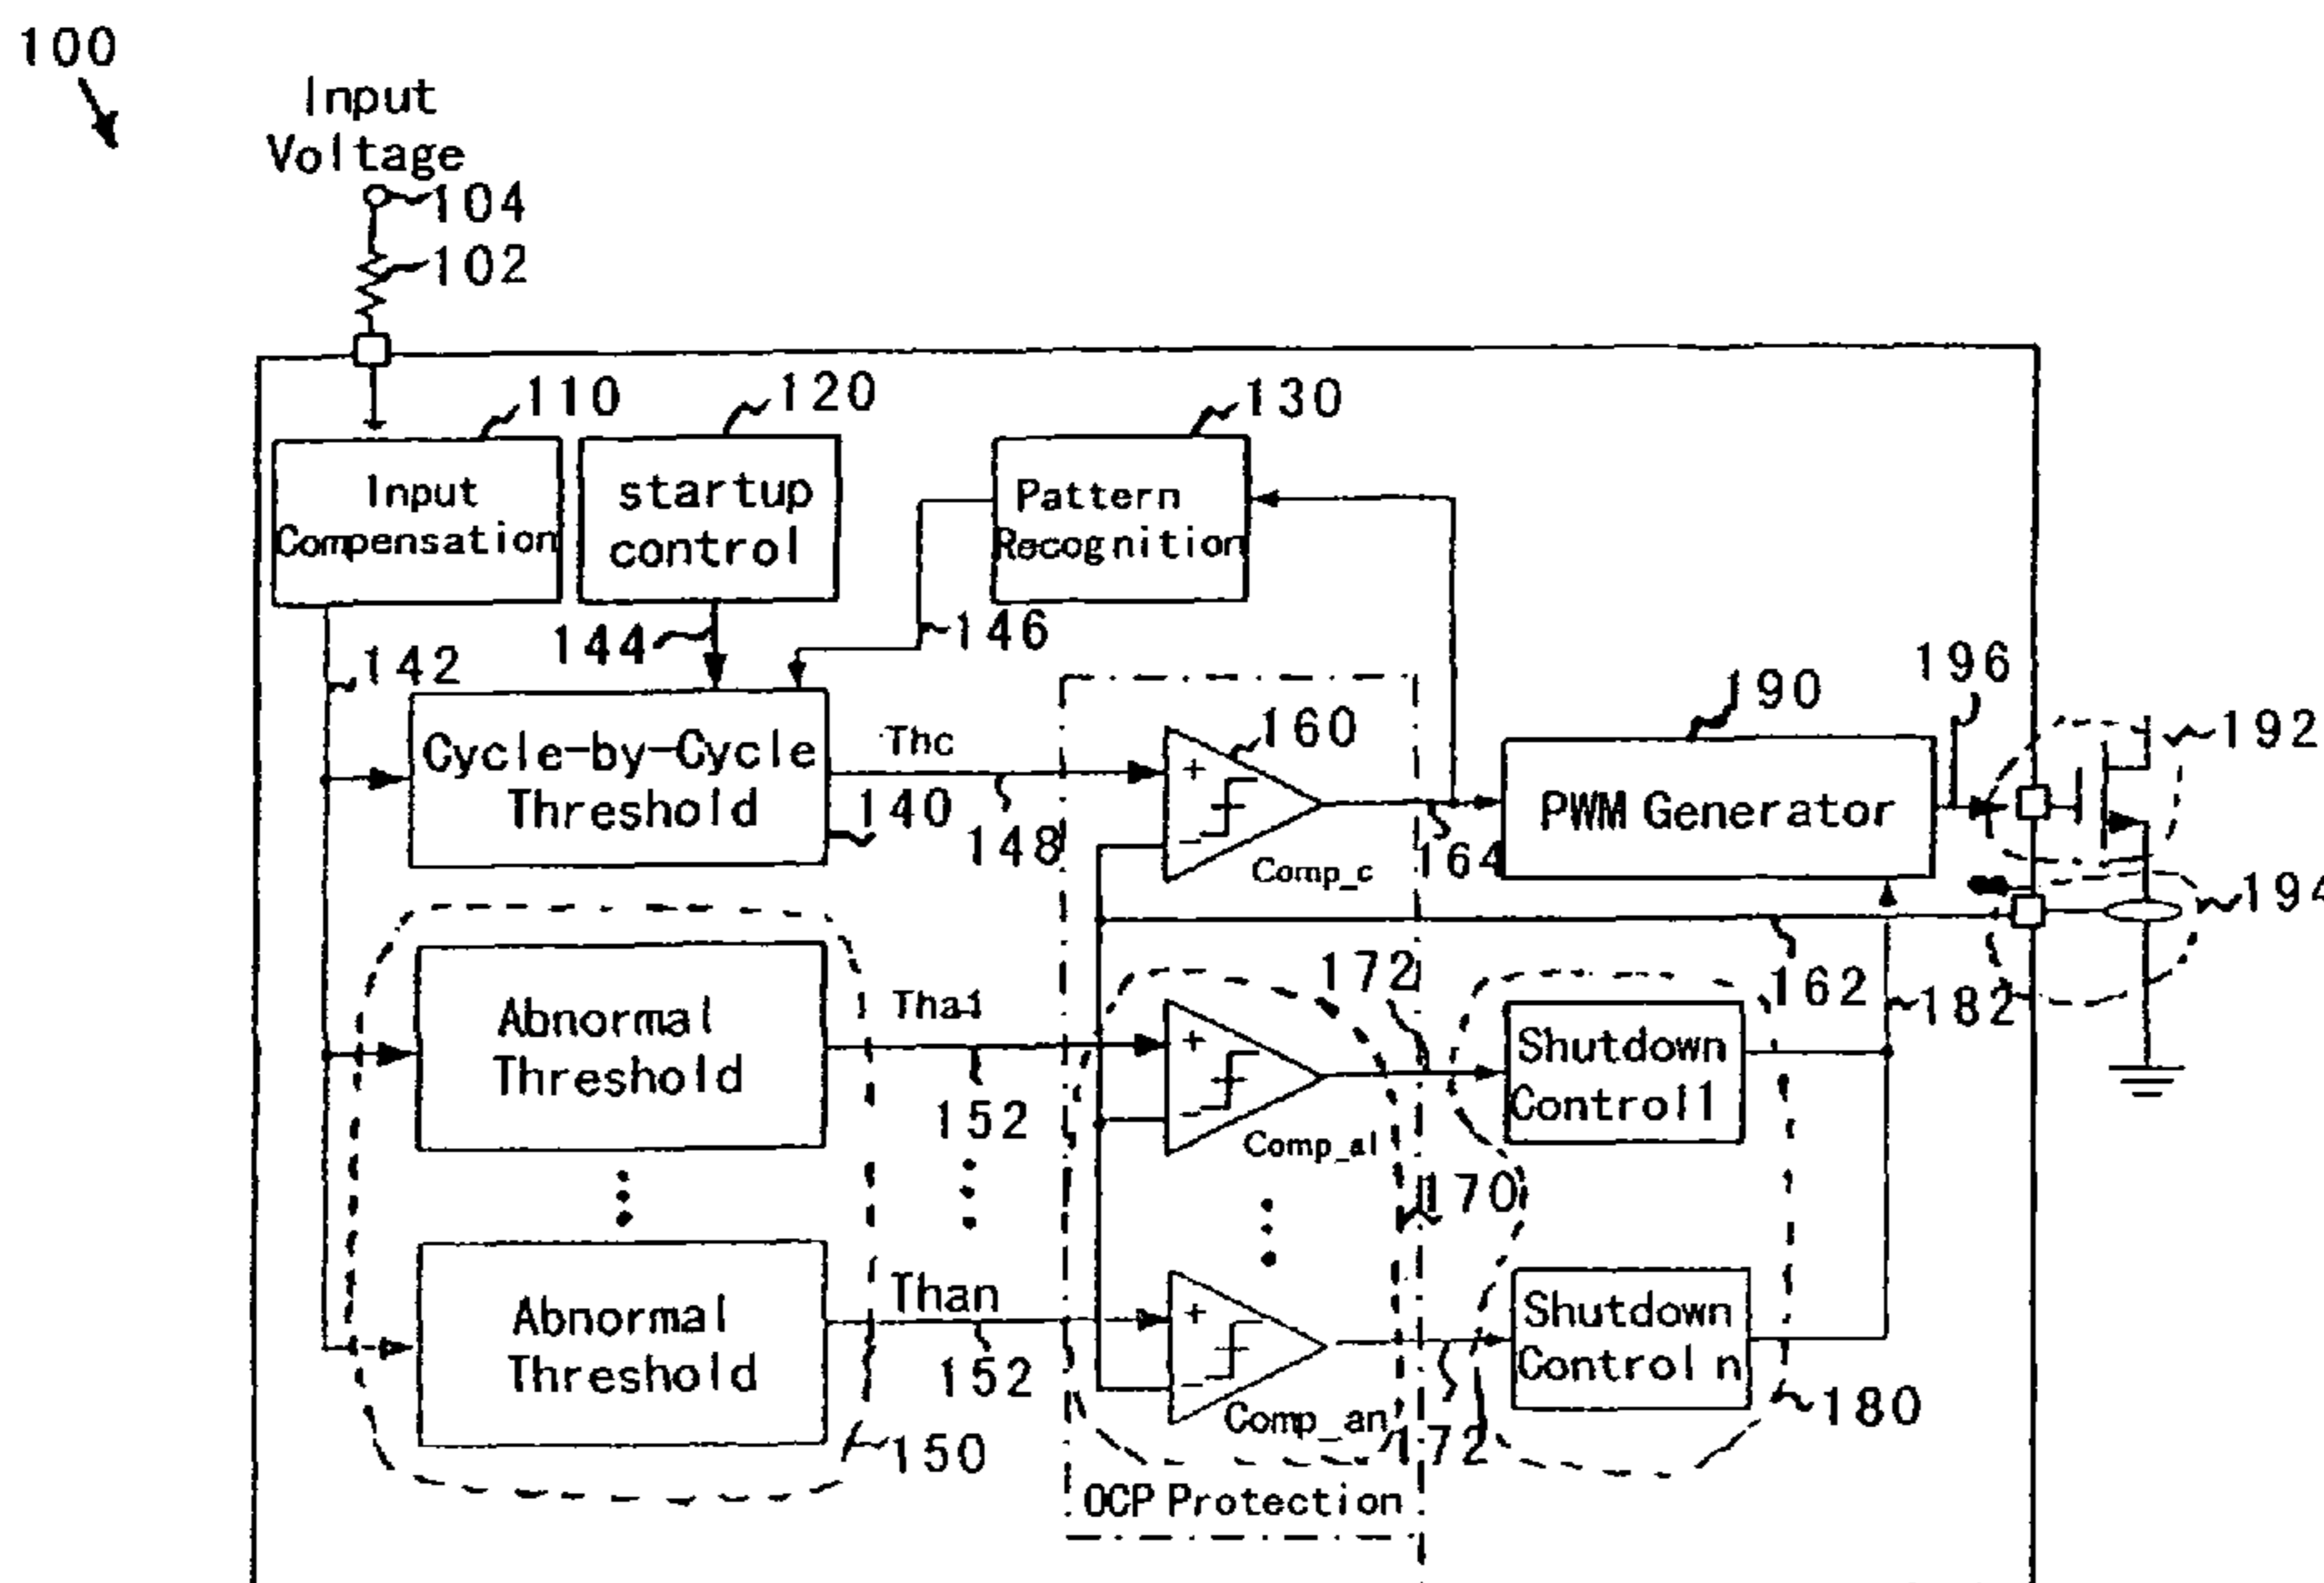 100
Input
Voltage
104
102
110
120
130
Input
Compensation
startup
control
Pattern
Recognition
144
146
142
190
196
192
Cycle-by-Cycle
Threshold
Thc
140
148
+
-
160
Comp_c
164
PWM Generator
194
162
182
172
Abnormal
Threshold
Tha1
152
+
-
Comp_a1
Shutdown
Control1
170
Abnormal
Threshold
Than
152
+
-
Comp_an
172
Shutdown
Control n
180
150
OCP Protection